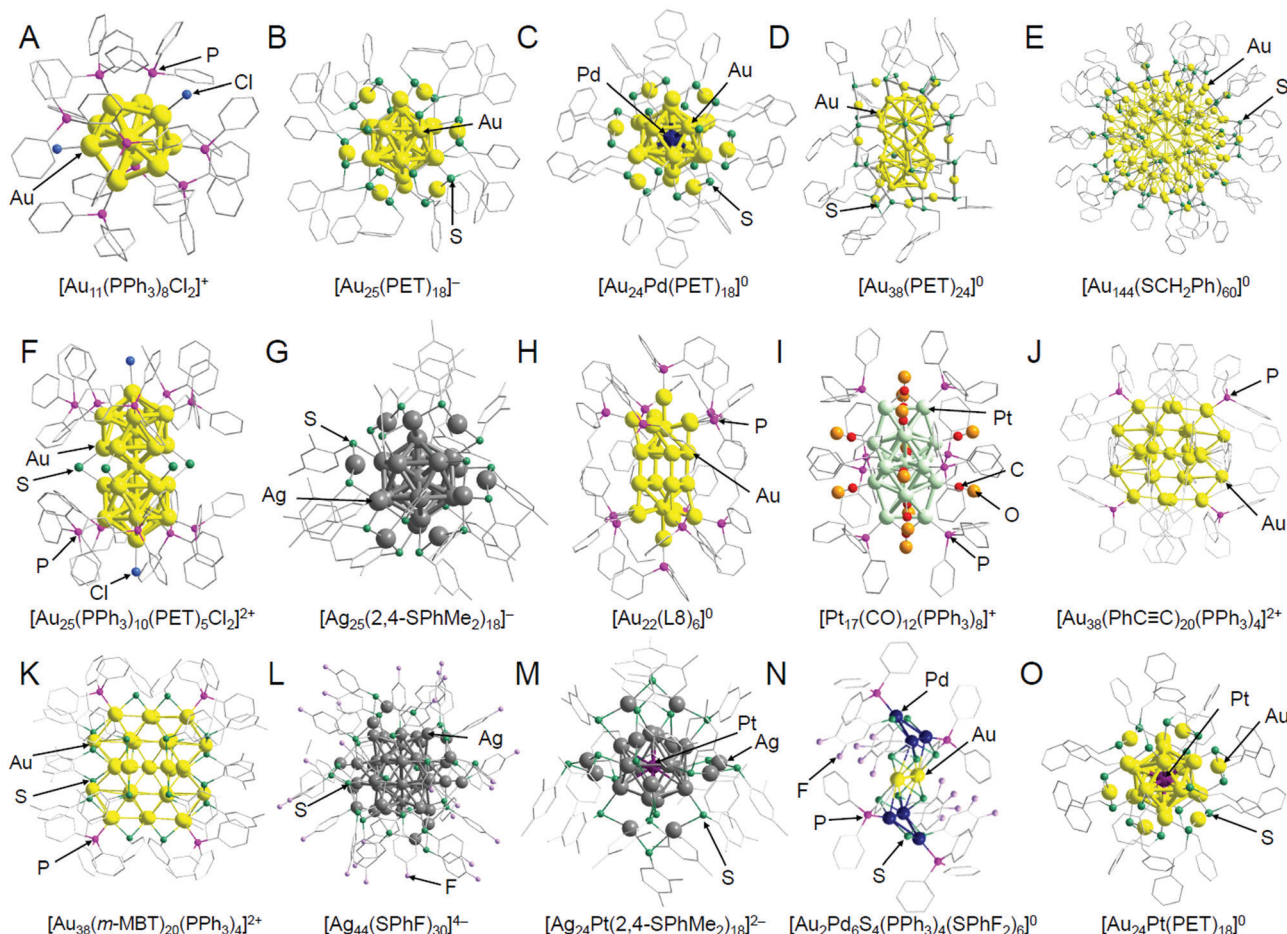 A
P
Cl
Au
[Au₁₁(PPh₃)₈Cl₂]⁺
B
Au
S
[Au₂₅(PET)₁₈]⁻
C
Pd
Au
S
[Au₂₄Pd(PET)₁₈]⁰
D
Au
S
[Au₃₈(PET)₂₄]⁰
E
Au
S
[Au₁₄₄(SCH₂Ph)₆₀]⁰
F
Au
S
P
Cl
[Au₂₅(PPh₃)₁₀(PET)₅Cl₂]²⁺
G
S
Ag
[Ag₂₅(2,4-SPhMe₂)₁₈]⁻
H
P
Au
[Au₂₂(L8)₆]⁰
I
Pt
C
O
P
[Pt₁₇(CO)₁₂(PPh₃)₈]⁺
J
P
Au
[Au₃₈(PhC≡C)₂₀(PPh₃)₄]²⁺
K
Au
S
P
[Au₃₈(m-MBT)₂₀(PPh₃)₄]²⁺
L
Ag
S
F
[Ag₄₄(SPhF)₃₀]⁴⁻
M
Pt
Ag
S
[Ag₂₄Pt(2,4-SPhMe₂)₁₈]²⁻
N
Pd
Au
F
P
S
[Au₂Pd₆S₄(PPh₃)₄(SPhF₂)₆]⁰
O
Pt
Au
S
[Au₂₄Pt(PET)₁₈]⁰